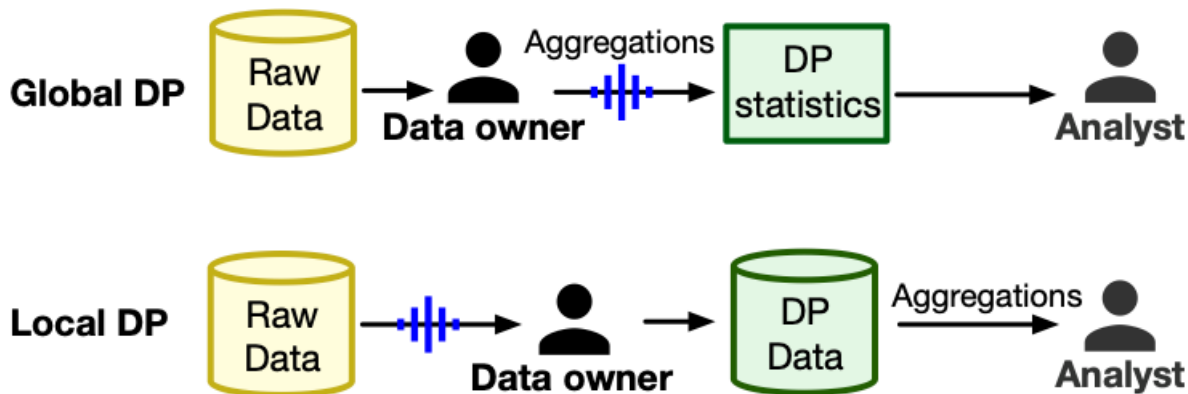 Global DP
Raw
Data
Data owner
Aggregations
DP
statistics
Analyst
Local DP
Raw
Data
Data owner
DP
Data
Aggregations
Analyst